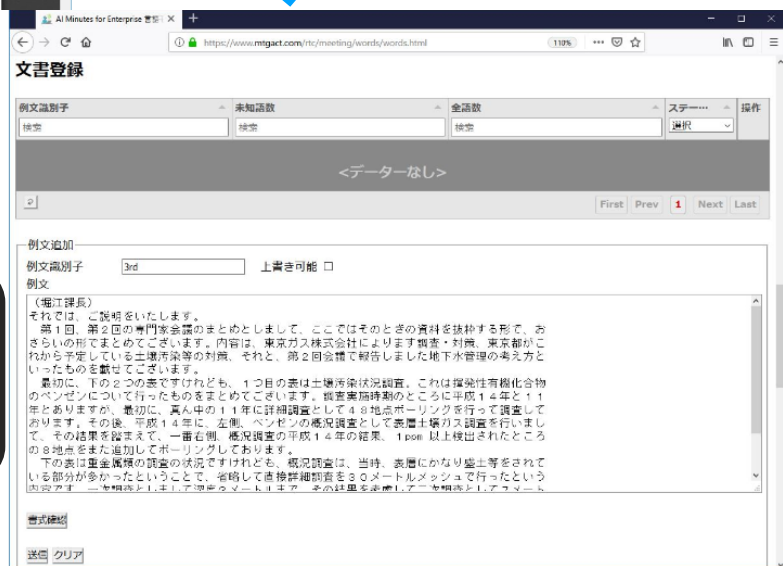 AI Minutes for Enterprise 言語
https://www.mtgact.com/rtc/meeting/words/words.html
110%
文書登録
例文識別子 未知語数 全語数 ステー… 操作
検索 検索 検索 選択
<データーなし>
First Prev 1 Next Last
例文追加
例文識別子 3rd 上書き可能
例文
（堀江課長）
それでは、ご説明をいたします。
第１回、第２回の専門家会議のまとめとしまして、ここではそのときの資料を抜粋する形で、お
さらいの形でまとめてございます。内容は、東京ガス株式会社によります調査・対策、東京都がこ
れから予定している土壌汚染等の対策、それと、第２回会議で報告しました地下水管理の考え方と
いったものを載せてございます。
最初に、下の２つの表ですけれども、１つ目の表は土壌汚染状況調査。これは揮発性有機化合物
のベンゼンについて行ったものをまとめてございます。調査実施時期のところに平成１４年と１１
年とありますが、最初に、真ん中の１１年に詳細調査として４８地点ボーリングを行って調査して
おります。その後、平成１４年に、左側、ベンゼンの概況調査として表層土壌ガス調査を行いまし
て、その結果を踏まえて、一番右側、概況調査の平成１４年の結果、1ppm 以上検出されたところ
の８地点をまた追加してボーリングしております。
下の表は重金属類の調査の状況ですけれども、概況調査は、当時、表層にかなり盛土等をされて
いる部分が多かったということで、省略して直接詳細調査を３０メートルメッシュで行ったという
書式確認
送信 クリア